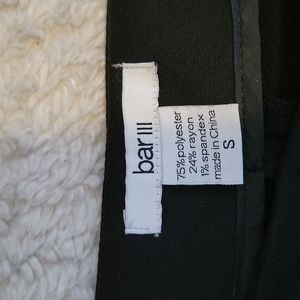 bar III
75%polyester
24% rayon
1% spandex
made in China
S